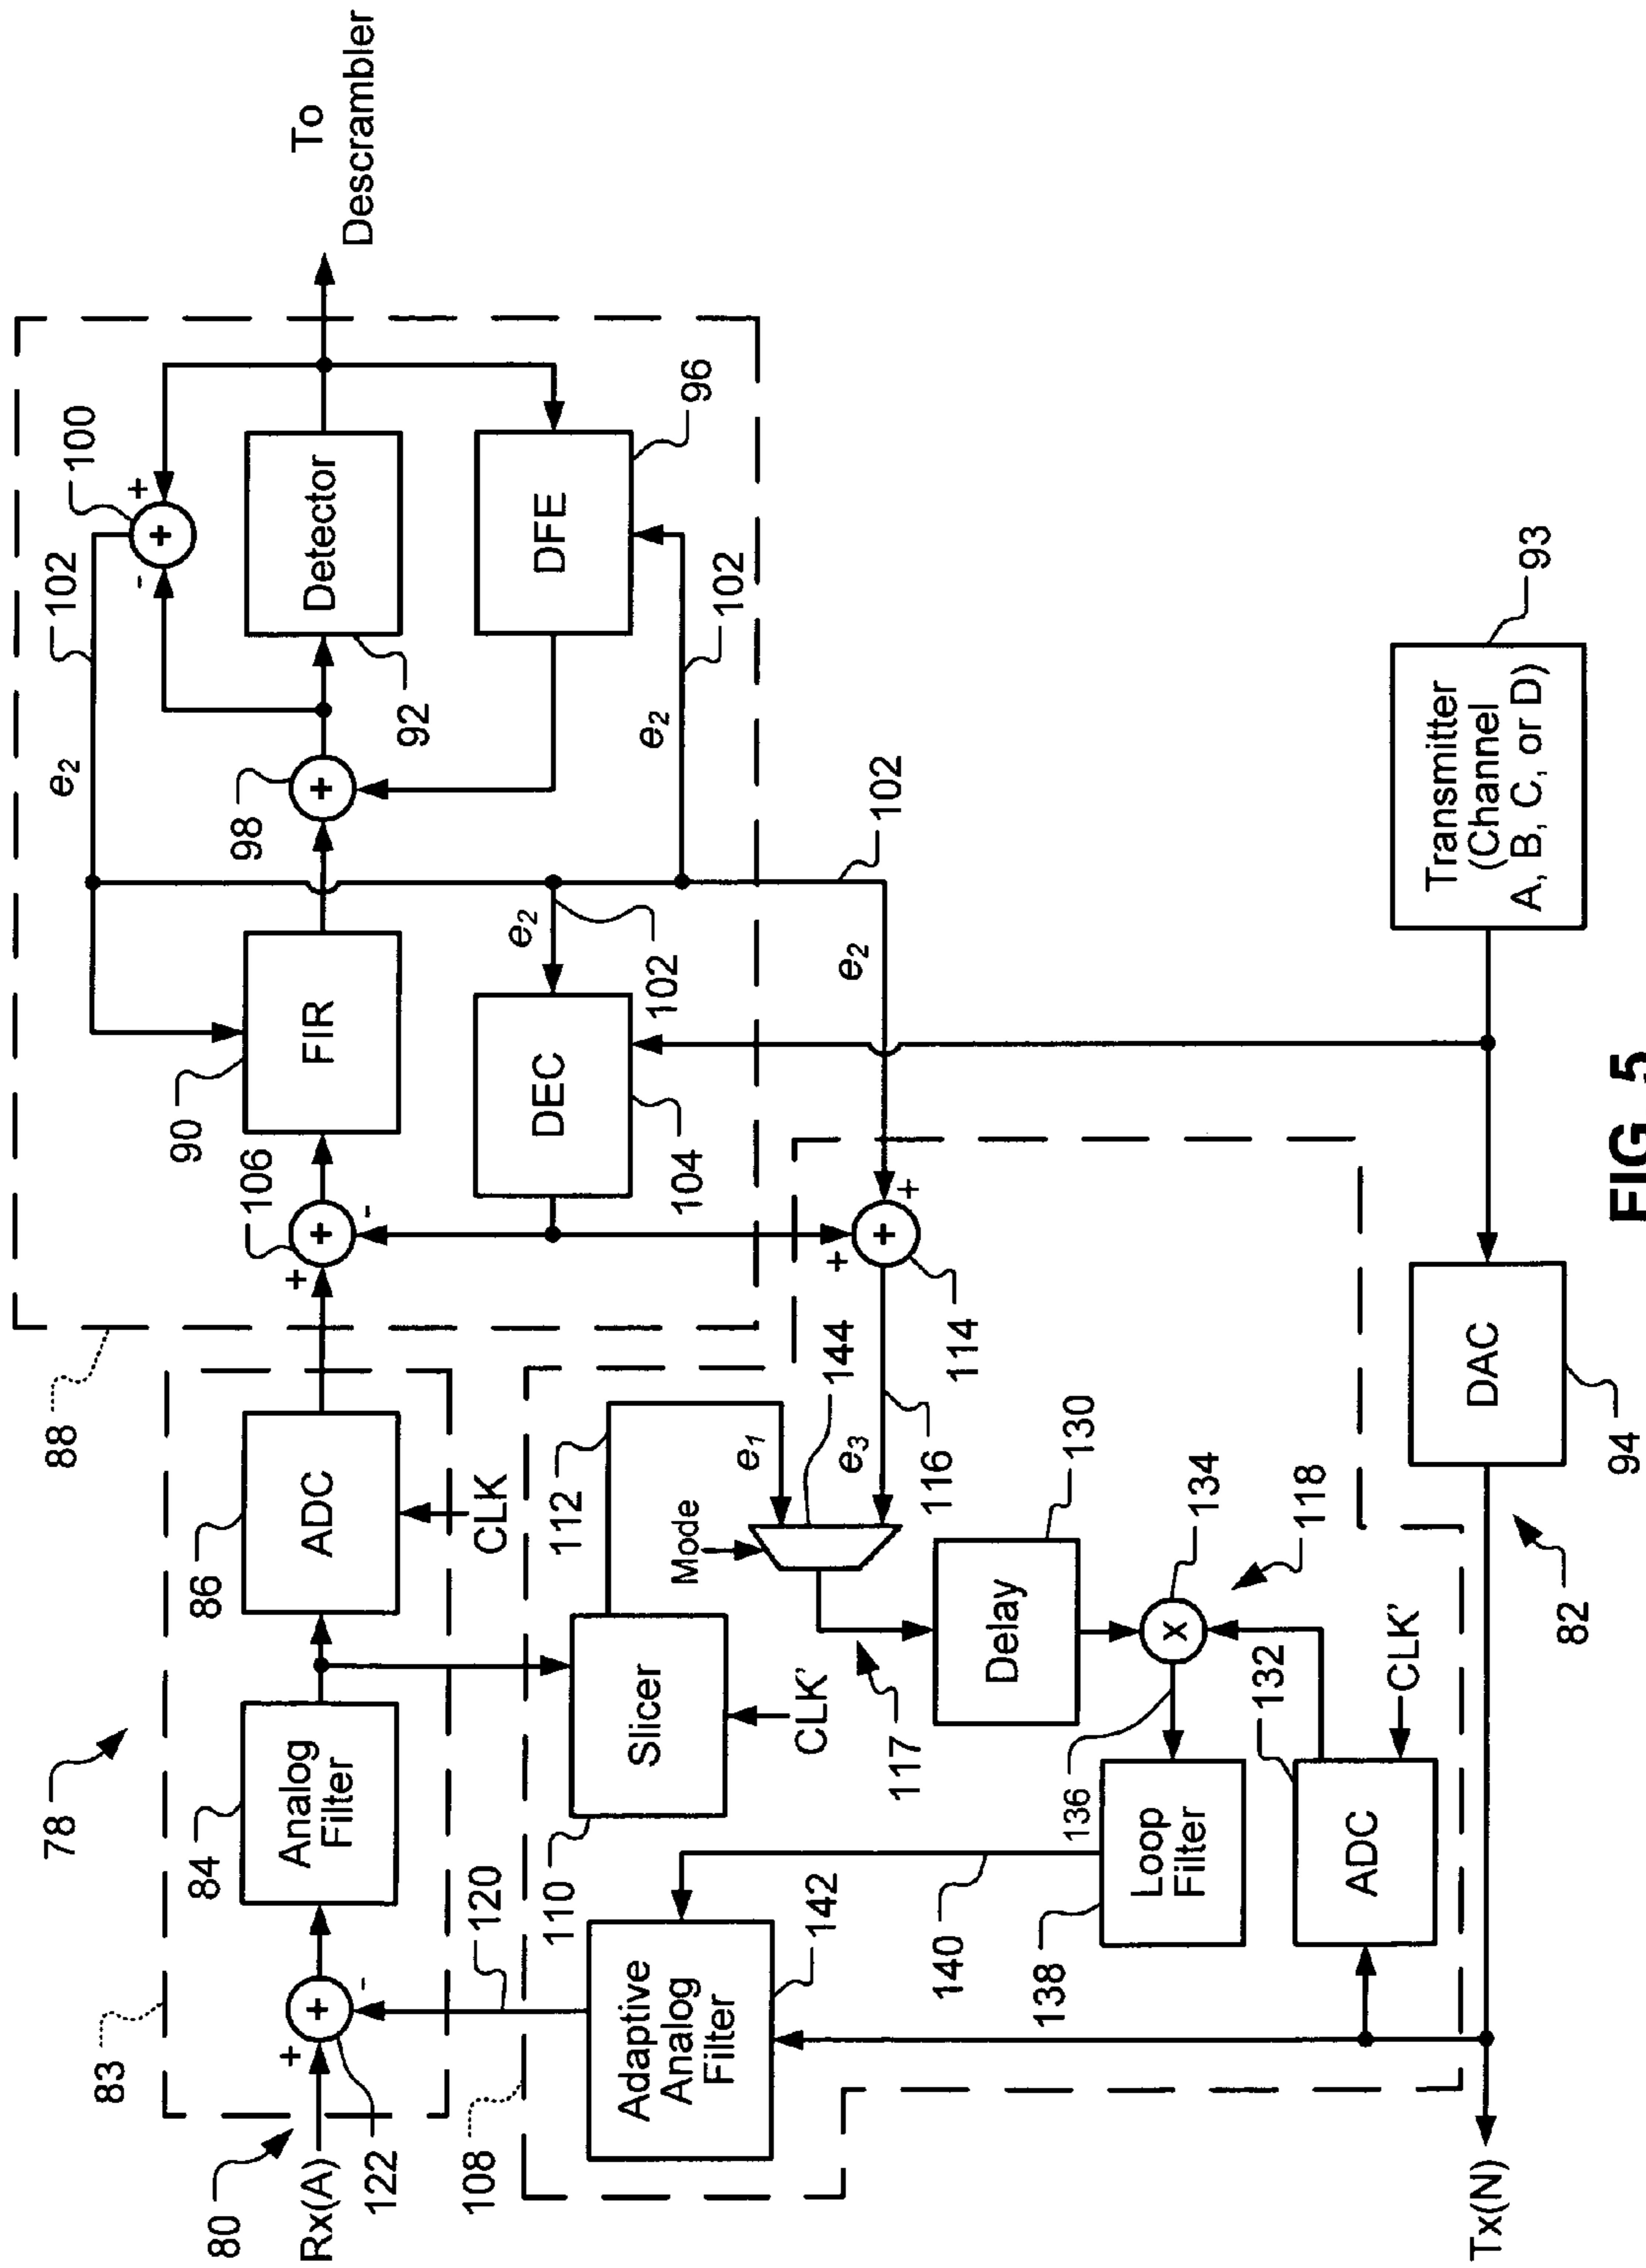 To
Descrambler
102
100
e2
Detector
92
96
DFE
98
e2
102
88
90
106
FIR
e2
102
DEC
104
102
e2
+
-
+
+
-
+
+
+
+
+
+
78
83
84
Analog
Filter
86
ADC
CLK
80
Rx(A)
122
+
+
-
120
108
110
Slicer
CLK'
112
e1
Mode
144
e3
116
114
117
Delay
130
x
134
118
136
Loop
Filter
138
140
142
Adaptive
Analog
Filter
132
ADC
CLK'
82
DAC
94
Transmitter
(Channel
A, B, C, or D)
93
Tx(N)
FIG. 5